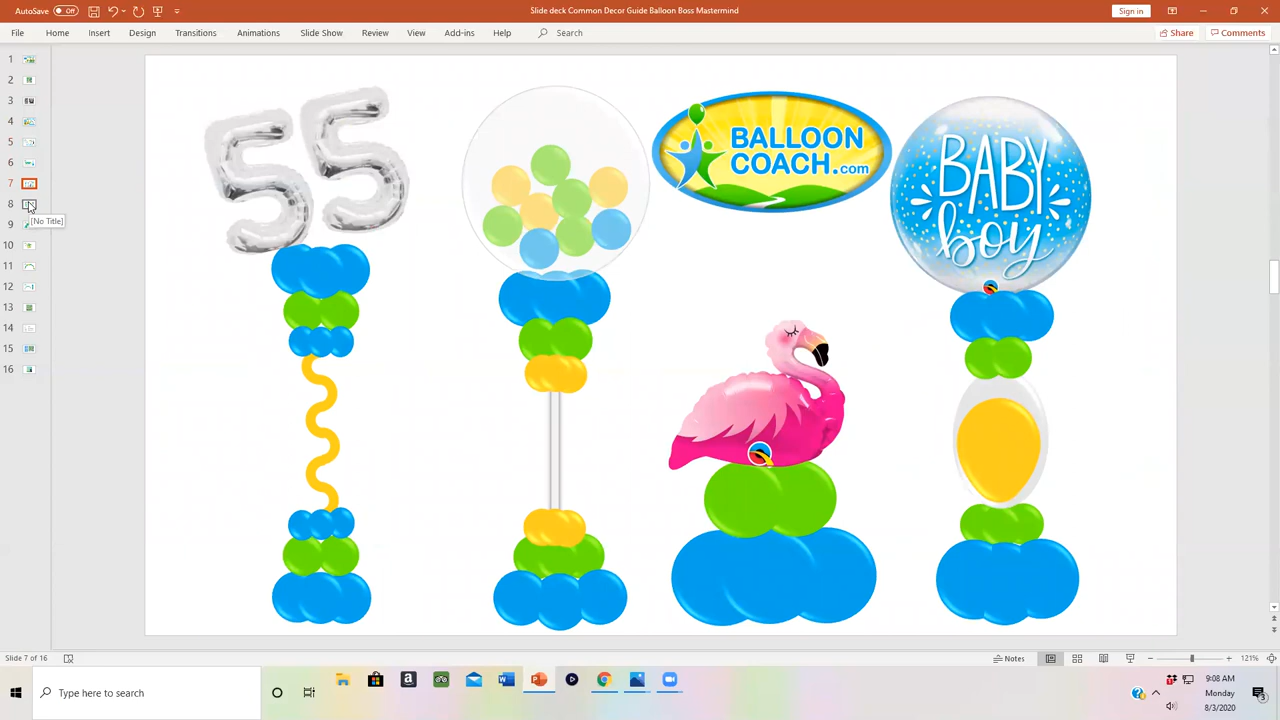 AutoSave Off
Slide deck Common Decor Guide Balloon Boss Mastermind
Sign in
File Home Insert Design Transitions Animations Slide Show Review View Add-ins Help Search
Share Comments
1
2
3
4
5
6
7
8
[No Title]
9
10
11
12
13
14
15
16
55
BALLOON
COACH.com
BABY
boy
Slide 7 of 16
Notes
121%
Type here to search
9:08 AM
Monday
8/3/2020
3